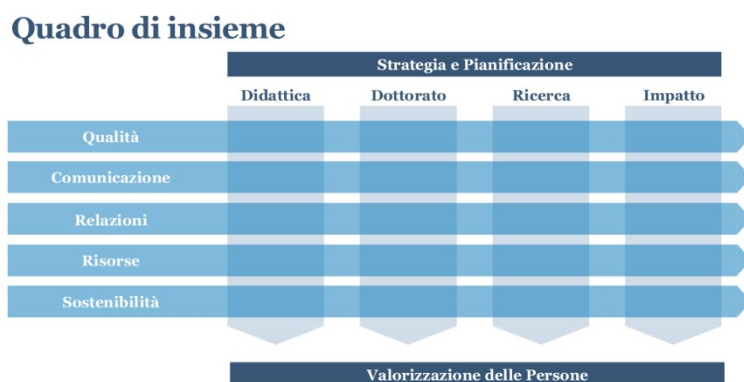 Quadro di insieme
Strategia e Pianificazione
Didattica Dottorato Ricerca Impatto
Qualità
Comunicazione
Relazioni
Risorse
Sostenibilità
Valorizzazione delle Persone